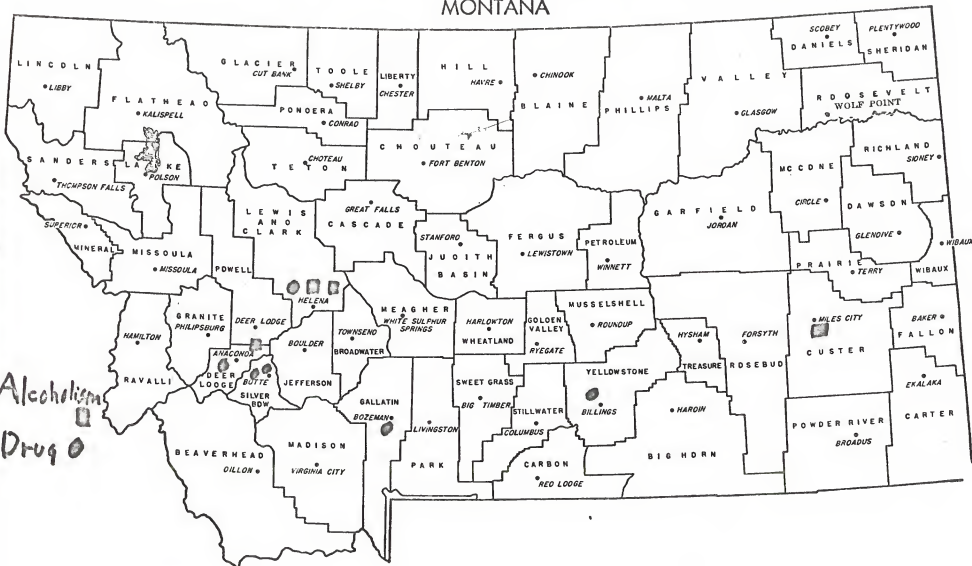 MONTANA
LINCOLN
LIBBY
FLATHEAD
KALISPELL
GLACIER
CUT BANK
TOOLE
SHELBY
LIBERTY
CHESTER
HILL
HAVRE
CHINOOK
BLAINE
MALTA
PHILLIPS
VALLEY
GLASGOW
SCOBEY
DANIELS
PLENTYWOOD
SHERIDAN
ROOSEVELT
WOLF POINT
PONDERA
CONRAD
SANDERS
THOMPSON FALLS
LAKE
POLSON
TETON
CHOTEAU
CHOUTEAU
FORT BENTON
MCCONE
CIRCLE
RICHLAND
SIDNEY
DAWSON
GLENDIVE
SUPERIOR
MINERAL
MISSOULA
MISSOULA
POWELL
LEWIS
AND
CLARK
GREAT FALLS
CASCADE
STANFORD
JUDITH
BASIN
FERGUS
LEWISTOWN
PETROLEUM
WINNETT
GARFIELD
JORDAN
PRAIRIE
TERRY
WIBAUX
WIBAUX
HELENA
GRANITE
PHILIPSBURG
DEER LODGE
MEAGHER
WHITE SULPHUR
SPRINGS
HARLOWTON
WHEATLAND
GOLDEN
VALLEY
RYEGATE
MUSSELSHELL
ROUNDUP
HYSHAM
TREASURE
FORSYTH
ROSEBUD
MILES CITY
CUSTER
BAKER
FALLON
HAMILTON
RAVALLI
ANACONDA
DEER
LODGE
BUTTE
SILVER
BOW
BOULDER
JEFFERSON
TOWNSEND
BROADWATER
GALLATIN
BOZEMAN
LIVINGSTON
PARK
SWEET GRASS
BIG TIMBER
STILLWATER
COLUMBUS
YELLOWSTONE
BILLINGS
HARDIN
BIG HORN
CARBON
RED LODGE
EKALAKA
CARTER
POWDER RIVER
BROADUS
Alcoholism
Drug
BEAVERHEAD
DILLON
MADISON
VIRGINIA CITY